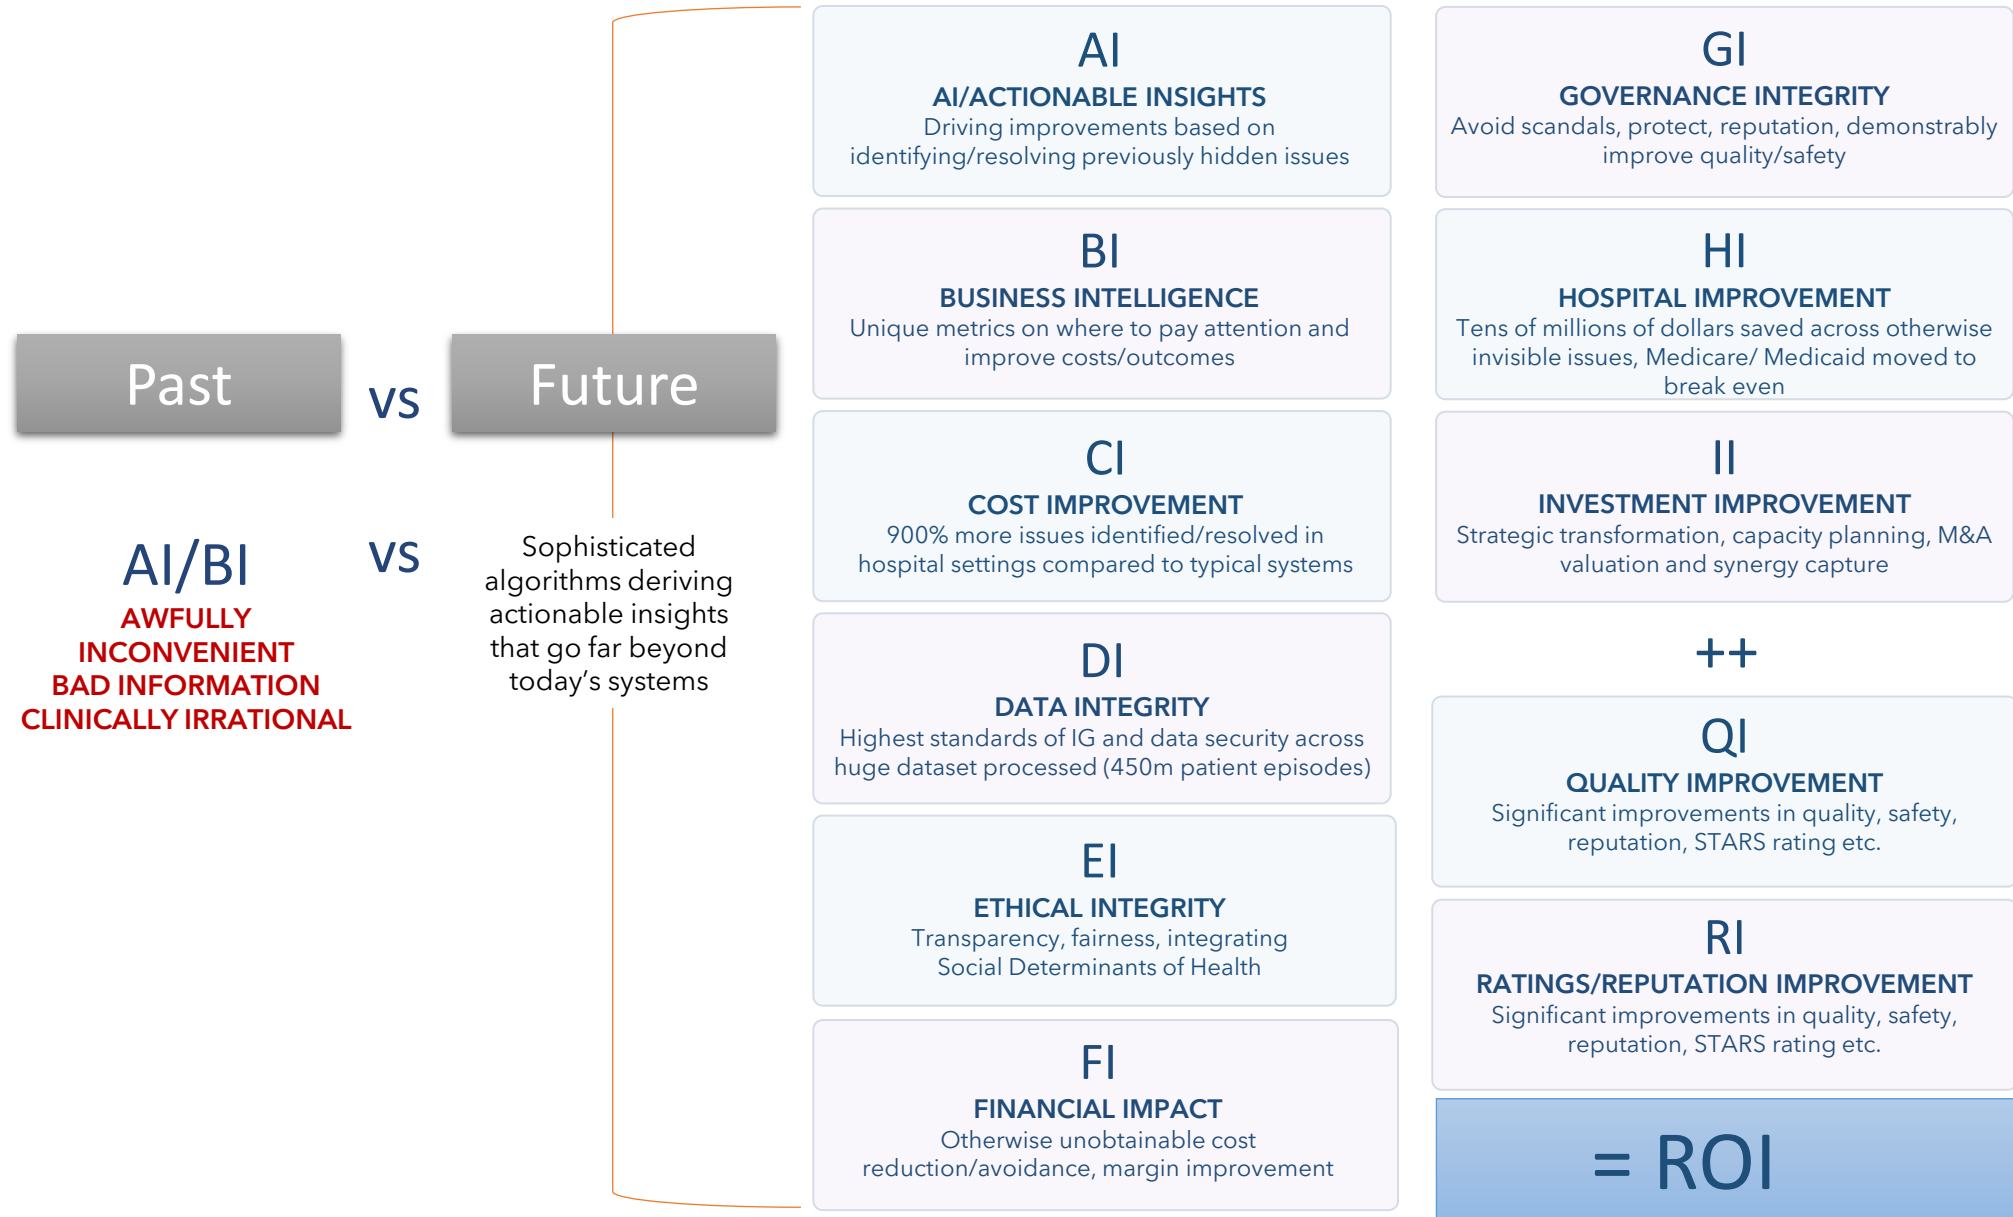 Past
vs
Future
AI/BI
AWFULLY
INCONVENIENT
BAD INFORMATION
CLINICALLY IRRATIONAL
vs
Sophisticated
algorithms deriving
actionable insights
that go far beyond
today's systems
AI
AI/ACTIONABLE INSIGHTS
Driving improvements based on
identifying/resolving previously hidden issues
BI
BUSINESS INTELLIGENCE
Unique metrics on where to pay attention and
improve costs/outcomes
CI
COST IMPROVEMENT
900% more issues identified/resolved in
hospital settings compared to typical systems
DI
DATA INTEGRITY
Highest standards of IG and data security across
huge dataset processed (450m patient episodes)
EI
ETHICAL INTEGRITY
Transparency, fairness, integrating
Social Determinants of Health
FI
FINANCIAL IMPACT
Otherwise unobtainable cost
reduction/avoidance, margin improvement
GI
GOVERNANCE INTEGRITY
Avoid scandals, protect, reputation, demonstrably
improve quality/safety
HI
HOSPITAL IMPROVEMENT
Tens of millions of dollars saved across otherwise
invisible issues, Medicare/ Medicaid moved to
break even
II
INVESTMENT IMPROVEMENT
Strategic transformation, capacity planning, M&A
valuation and synergy capture
++
QI
QUALITY IMPROVEMENT
Significant improvements in quality, safety,
reputation, STARS rating etc.
RI
RATINGS/REPUTATION IMPROVEMENT
Significant improvements in quality, safety,
reputation, STARS rating etc.
= ROI